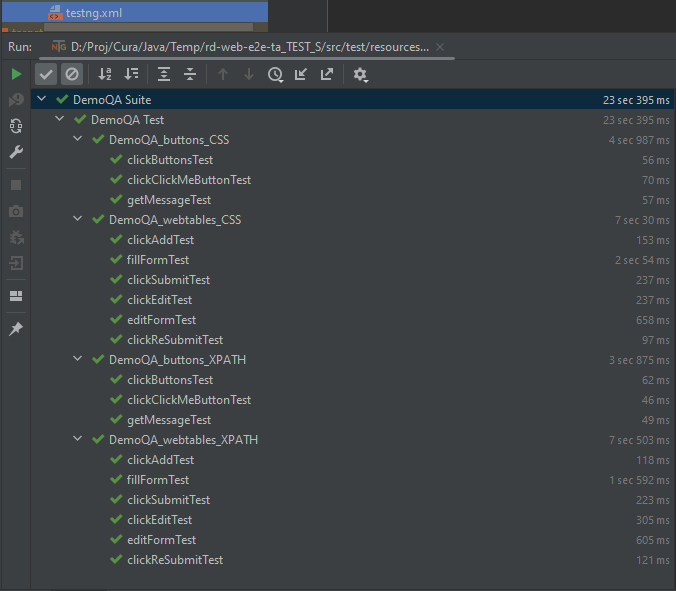 testng.xml
Run: D:/Proj/Cura/Java/Temp/rd-web-e2e-ta_TEST_S/src/test/resources...
DemoQA Suite 23 sec 395 ms
DemoQA Test 23 sec 395 ms
DemoQA_buttons_CSS 4 sec 987 ms
clickButtonsTest 56 ms
clickClickMeButtonTest 70 ms
getMessageTest 57 ms
DemoQA_webtables_CSS 7 sec 30 ms
clickAddTest 153 ms
fillFormTest 2 sec 54 ms
clickSubmitTest 237 ms
clickEditTest 237 ms
editFormTest 658 ms
clickReSubmitTest 97 ms
DemoQA_buttons_XPATH 3 sec 875 ms
clickButtonsTest 62 ms
clickClickMeButtonTest 46 ms
getMessageTest 49 ms
DemoQA_webtables_XPATH 7 sec 503 ms
clickAddTest 118 ms
fillFormTest 1 sec 592 ms
clickSubmitTest 223 ms
clickEditTest 305 ms
editFormTest 605 ms
clickReSubmitTest 121 ms